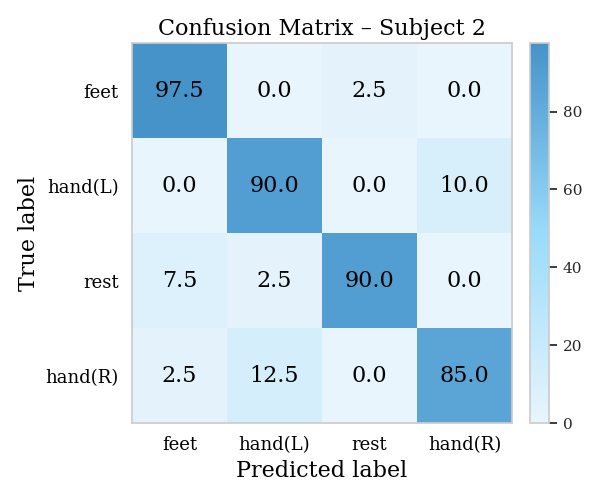 Confusion Matrix – Subject 2
feet 97.5 0.0 2.5 0.0
hand(L) 0.0 90.0 0.0 10.0
rest 7.5 2.5 90.0 0.0
hand(R) 2.5 12.5 0.0 85.0
feet hand(L) rest hand(R)
Predicted label
True label
80
60
40
20
0